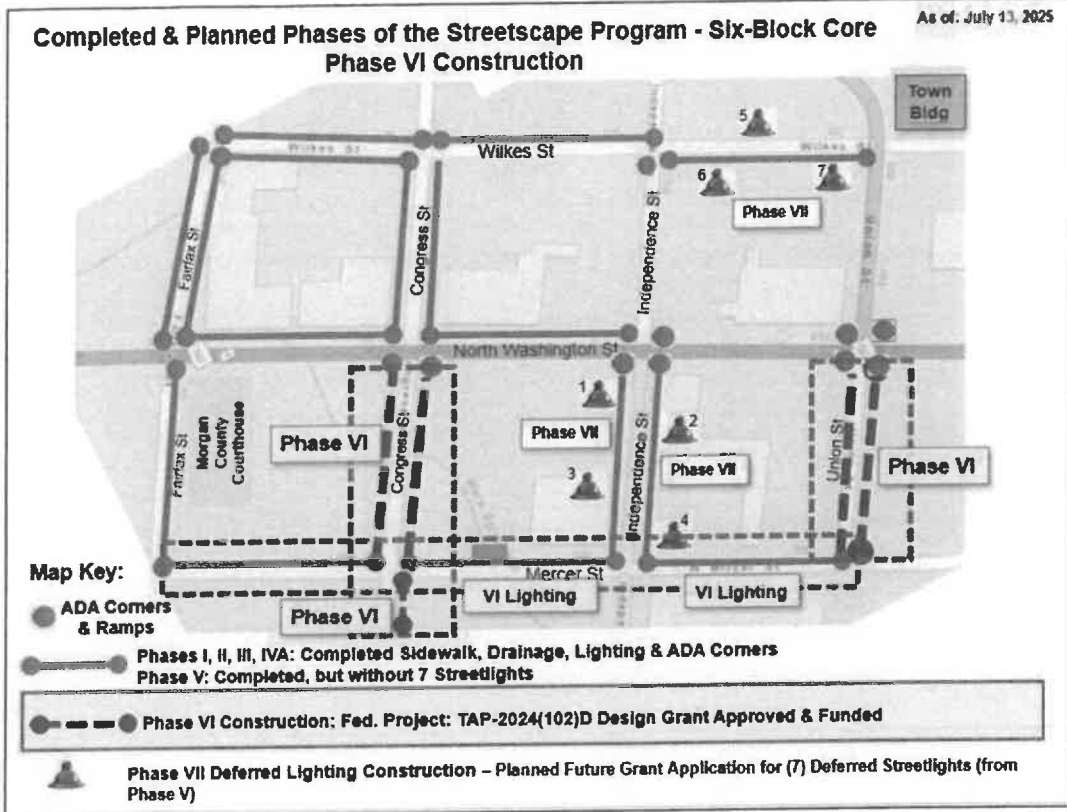 As of: July 13, 2025
Completed & Planned Phases of the Streetscape Program - Six-Block Core
Phase VI Construction
Town
Bldg
5
Wilkes St
Wilkes St
Wilkes St
6
7
Phase VII
Fairfax St
Congress St
Independence St
North Washington St
1
Phase VII
2
Phase VII
3
4
Fairfax St
Morgan
County
Courthouse
Phase VI
Congress St
Independence St
Union St
Phase VI
Mercer St
N Mercer St
Map Key:
ADA Corners
& Ramps
Phase VI
VI Lighting
VI Lighting
Phases I, II, III, IVA: Completed Sidewalk, Drainage, Lighting & ADA Corners
Phase V: Completed, but without 7 Streetlights
Phase VI Construction: Fed. Project: TAP-2024(102)D Design Grant Approved & Funded
Phase VII Deferred Lighting Construction – Planned Future Grant Application for (7) Deferred Streetlights (from
Phase V)